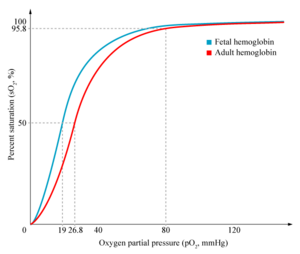 100
95.8
Fetal hemoglobin
Adult hemoglobin
Percent saturation (sO2, %)
50
0
19 26.8 40 80 120
Oxygen partial pressure (pO2, mmHg)